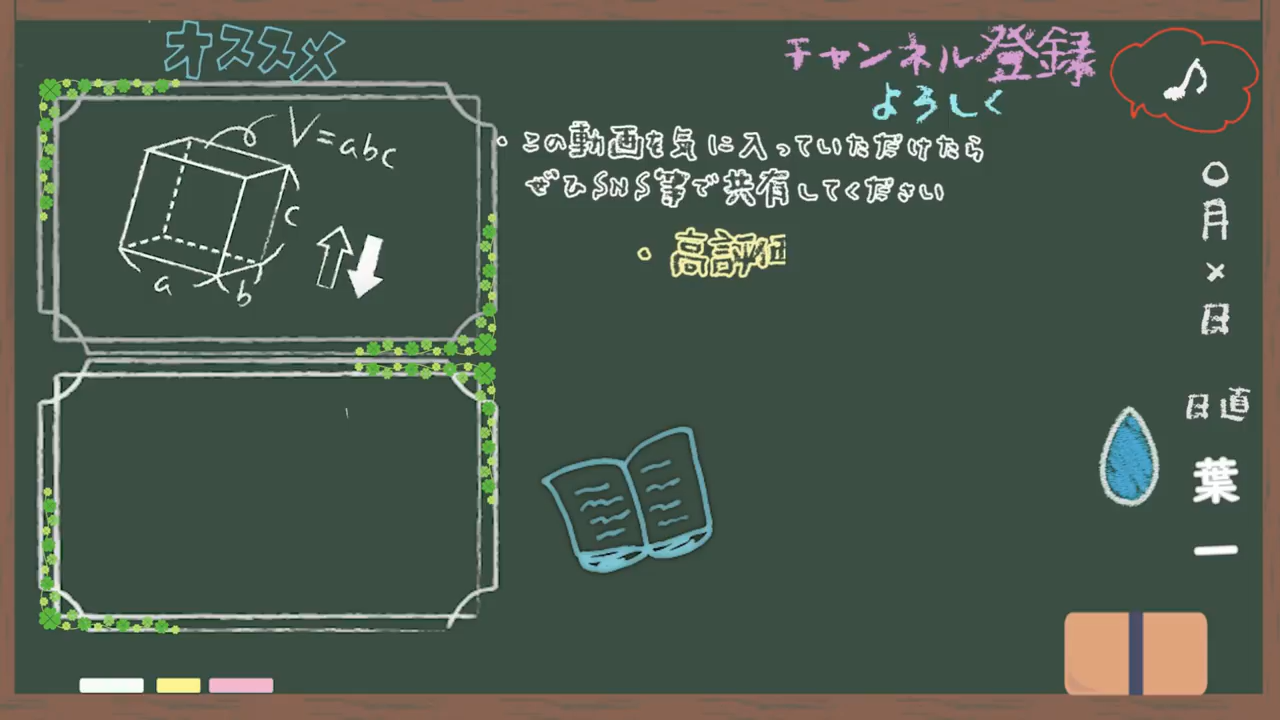 オススメ
チャンネル登録
よろしく
♪
V=abc
c
a
b
・この動画を気に入っていただけたら
ぜひSNS等で共有してください
・高評価
〇月×日
日直
葉一